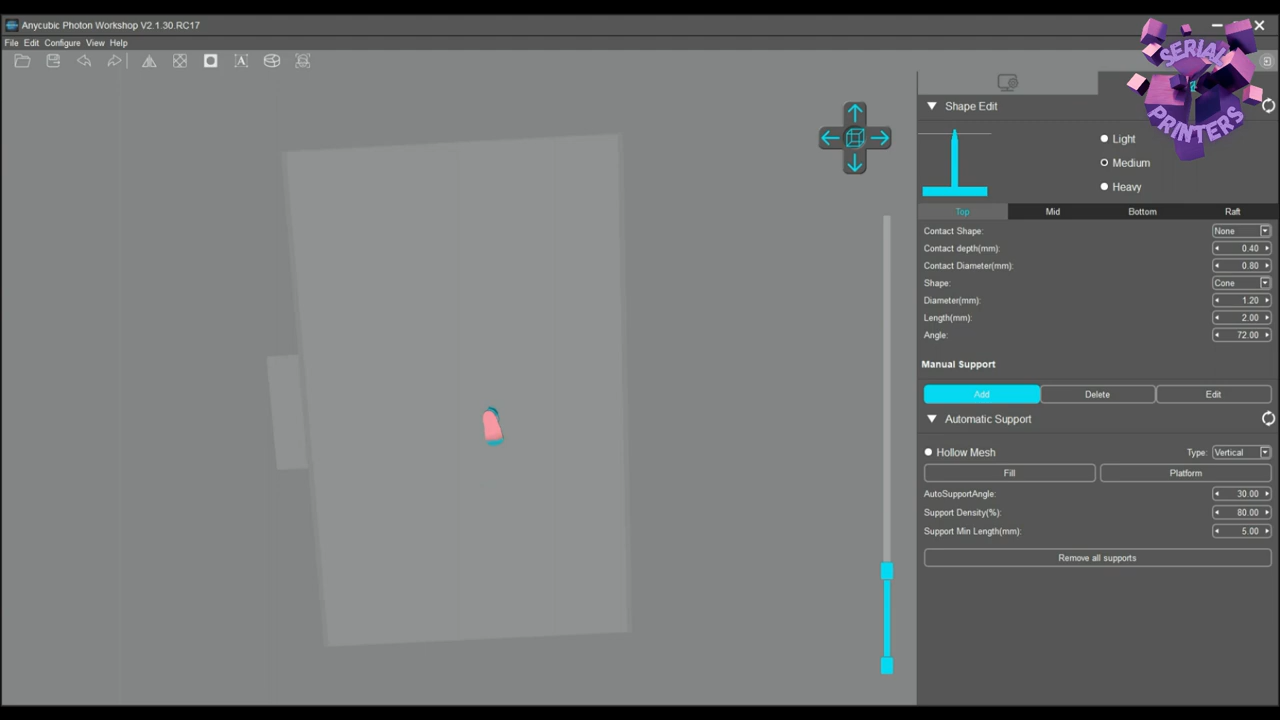 Anycubic Photon Workshop V2.1.30.RC17
File Edit Configure View Help
SERIAL
PRINTERS
Shape Edit
Light
Medium
Heavy
Top Mid Bottom Raft
Contact Shape: None
Contact depth(mm): 0.40
Contact Diameter(mm): 0.80
Shape: Cone
Diameter(mm): 1.20
Length(mm): 2.00
Angle: 72.00
Manual Support
Add Delete Edit
Automatic Support
Hollow Mesh Type: Vertical
Fill Platform
AutoSupportAngle: 30.00
Support Density(%): 80.00
Support Min Length(mm): 5.00
Remove all supports